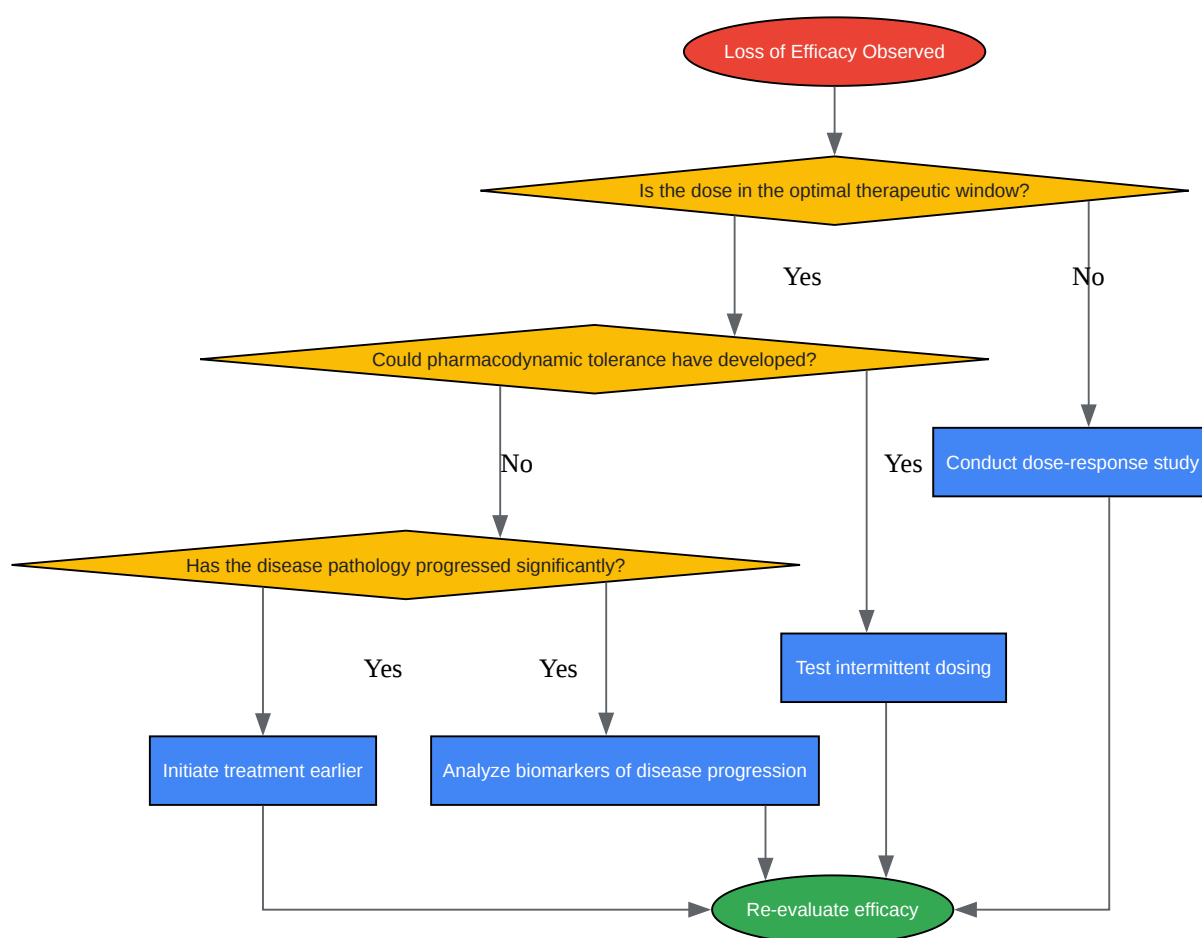 Loss of Efficacy Observed
Is the dose in the optimal therapeutic window?
Yes
No
Could pharmacodynamic tolerance have developed?
No
Yes
Conduct dose-response study
Has the disease pathology progressed significantly?
Yes
Yes
Test intermittent dosing
Initiate treatment earlier
Analyze biomarkers of disease progression
Re-evaluate efficacy